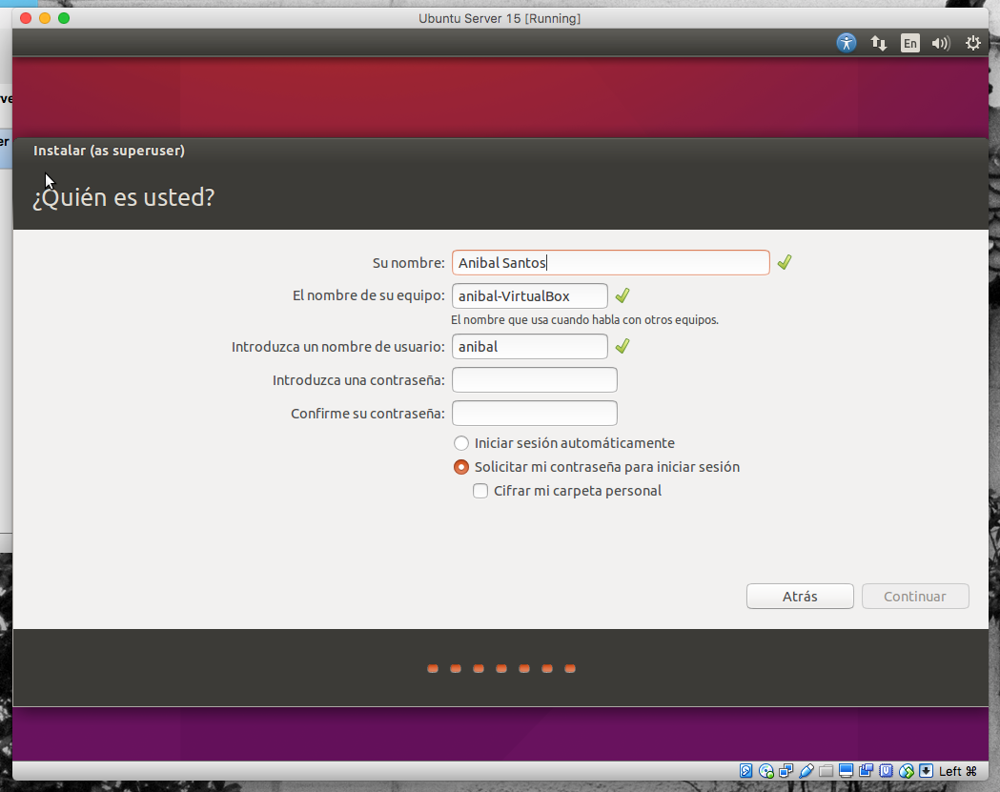 Ubuntu Server 15 [Running]
En
rve
er
Instalar (as superuser)
¿Quién es usted?
Su nombre: Anibal Santos
El nombre de su equipo: anibal-VirtualBox
El nombre que usa cuando habla con otros equipos.
Introduzca un nombre de usuario: anibal
Introduzca una contraseña:
Confirme su contraseña:
Iniciar sesión automáticamente
Solicitar mi contraseña para iniciar sesión
Cifrar mi carpeta personal
Atrás Continuar
Left ⌘